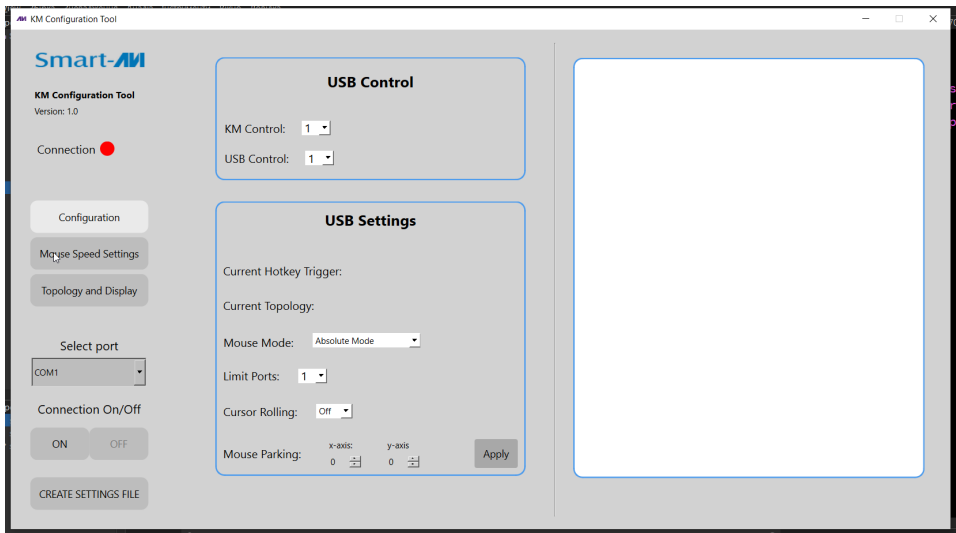 KM Configuration Tool
Smart-AVI
KM Configuration Tool
Version: 1.0
Connection
Configuration
Mouse Speed Settings
Topology and Display
Select port
COM1
Connection On/Off
ON OFF
CREATE SETTINGS FILE
USB Control
KM Control: 1
USB Control: 1
USB Settings
Current Hotkey Trigger:
Current Topology:
Mouse Mode: Absolute Mode
Limit Ports: 1
Cursor Rolling: Off
x-axis: y-axis
Mouse Parking: 0 0
Apply